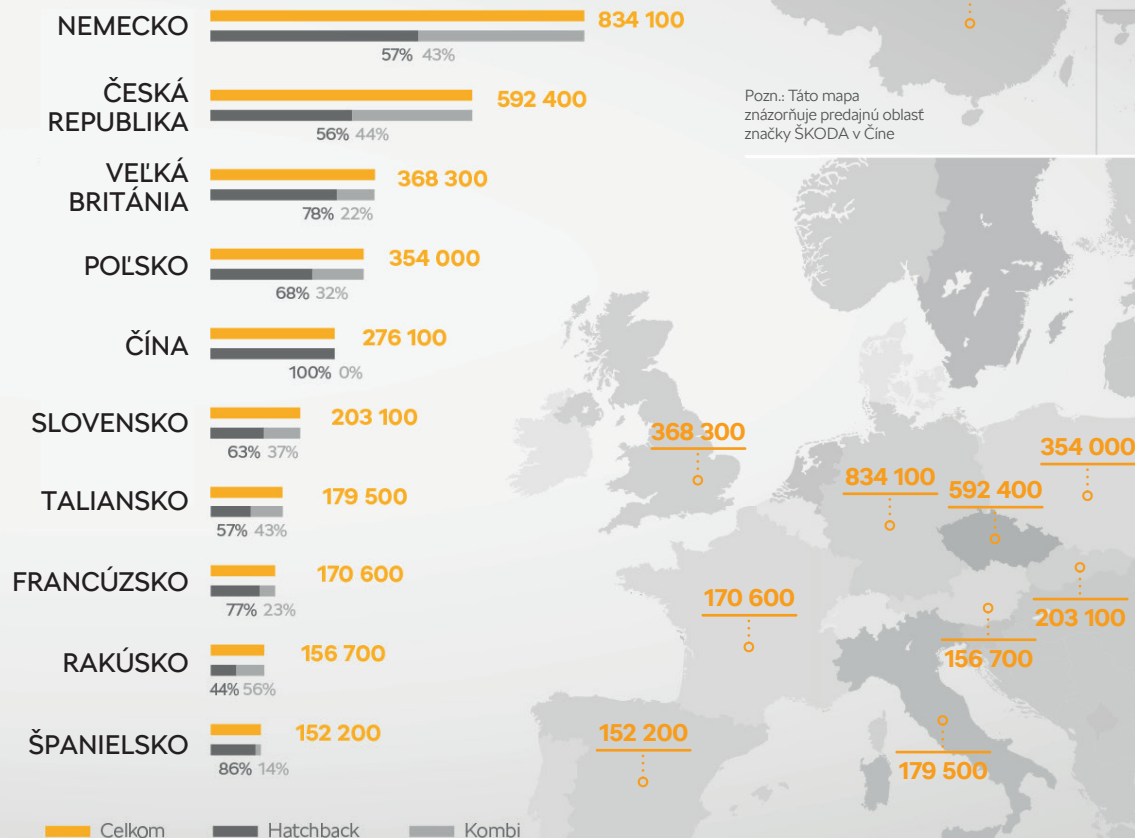 NEMECKO
834 100
57% 43%
ČESKÁ
REPUBLIKA
592 400
56% 44%
VEĽKÁ
BRITÁNIA
368 300
78% 22%
POĽSKO
354 000
68% 32%
ČÍNA
276 100
100% 0%
SLOVENSKO
203 100
63% 37%
TALIANSKO
179 500
57% 43%
FRANCÚZSKO
170 600
77% 23%
RAKÚSKO
156 700
44% 56%
ŠPANIELSKO
152 200
86% 14%
Celkom Hatchback Kombi
Pozn.: Táto mapa
znázorňuje predajnú oblasť
značky ŠKODA v Číne
368 300
834 100
592 400
354 000
170 600
203 100
156 700
152 200
179 500